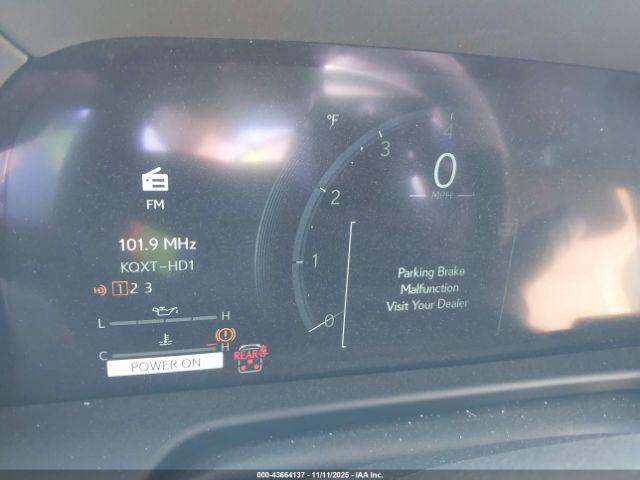 °F
4
3
2
1
0
0
MPH
FM
101.9 MHz
KQXT-HD1
1 2 3
L H
C H
POWER ON
REAR
4
Parking Brake
Malfunction
Visit Your Dealer
000-43664137 - 11/11/2025 - IAA Inc.